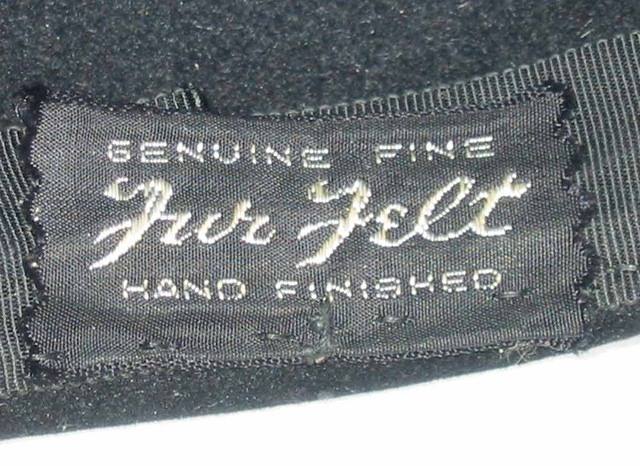 GENUINE FINE
Fur Felt
HAND FINISHED